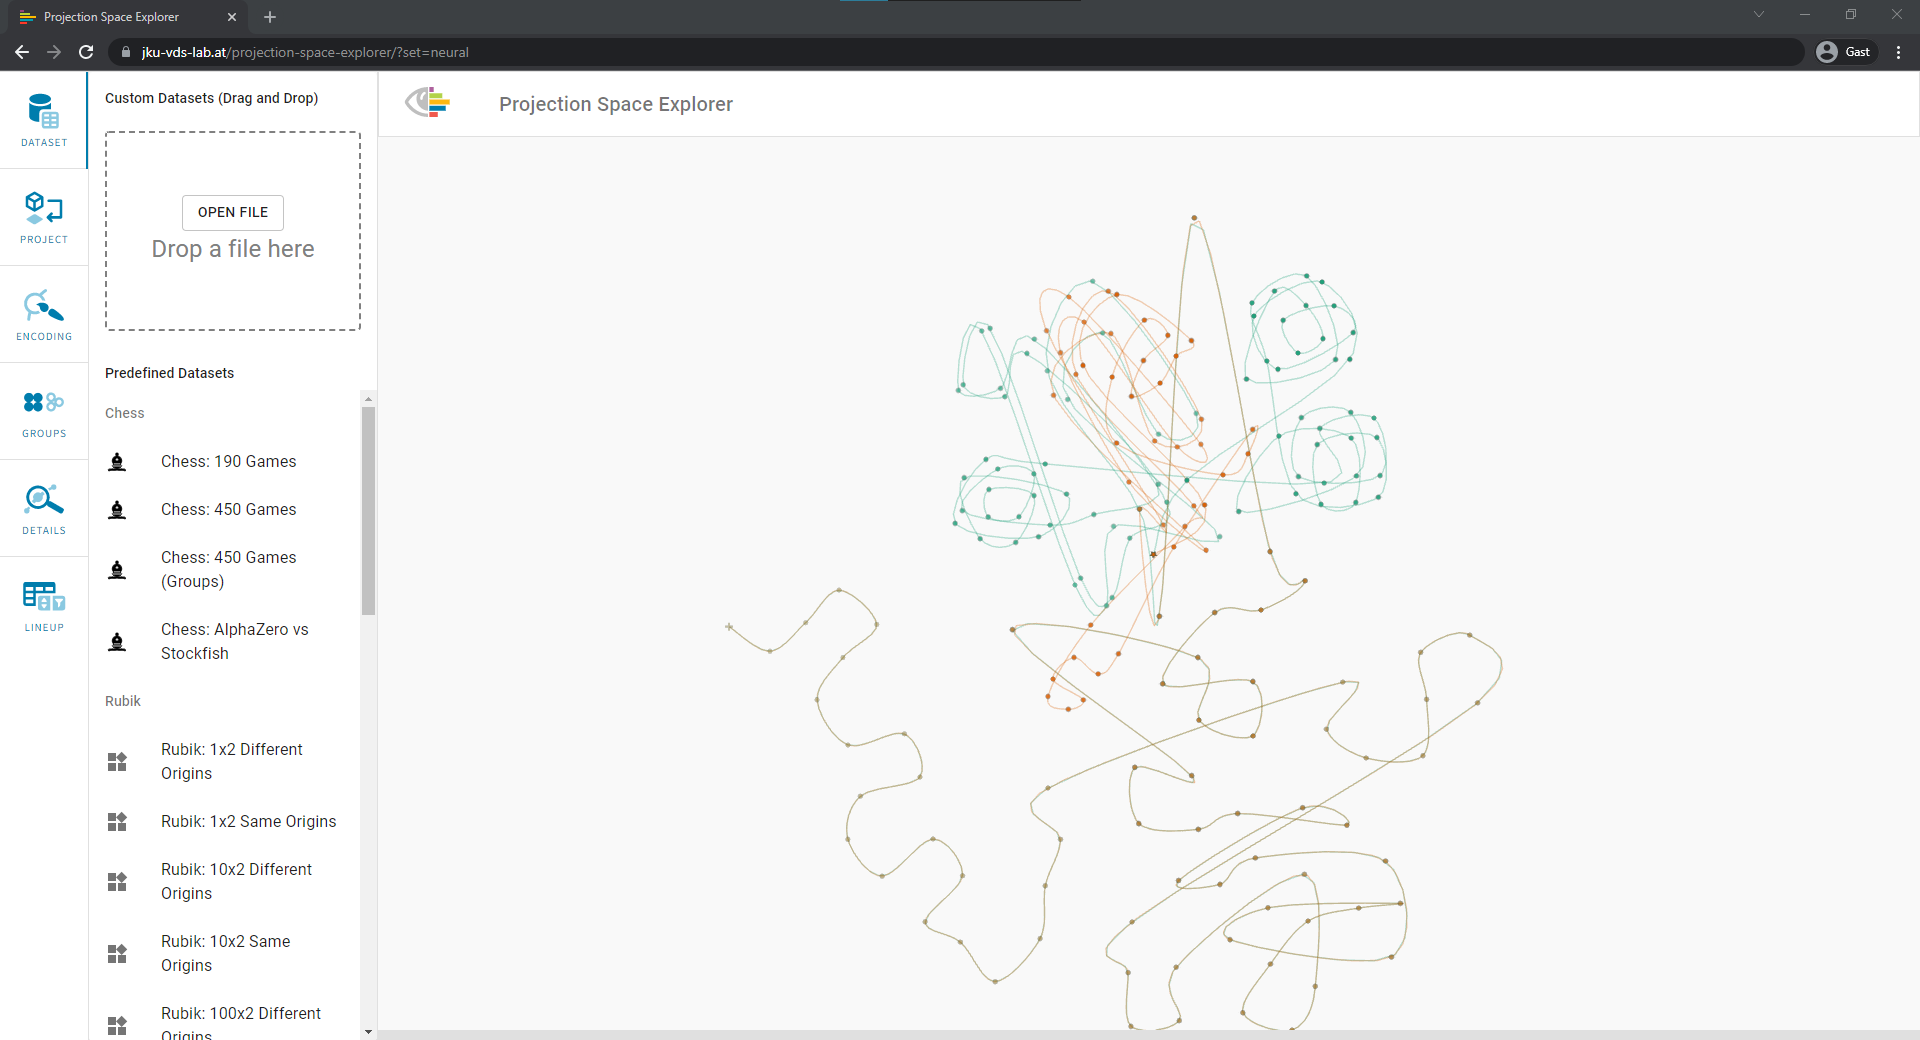 Projection Space Explorer
jku-vds-lab.at/projection-space-explorer/?set=neural
Gast
DATASET
PROJECT
ENCODING
GROUPS
DETAILS
LINEUP
Custom Datasets (Drag and Drop)
OPEN FILE
Drop a file here
Predefined Datasets
Chess
Chess: 190 Games
Chess: 450 Games
Chess: 450 Games
(Groups)
Chess: AlphaZero vs
Stockfish
Rubik
Rubik: 1x2 Different
Origins
Rubik: 1x2 Same Origins
Rubik: 10x2 Different
Origins
Rubik: 10x2 Same
Origins
Rubik: 100x2 Different
Origins
Projection Space Explorer